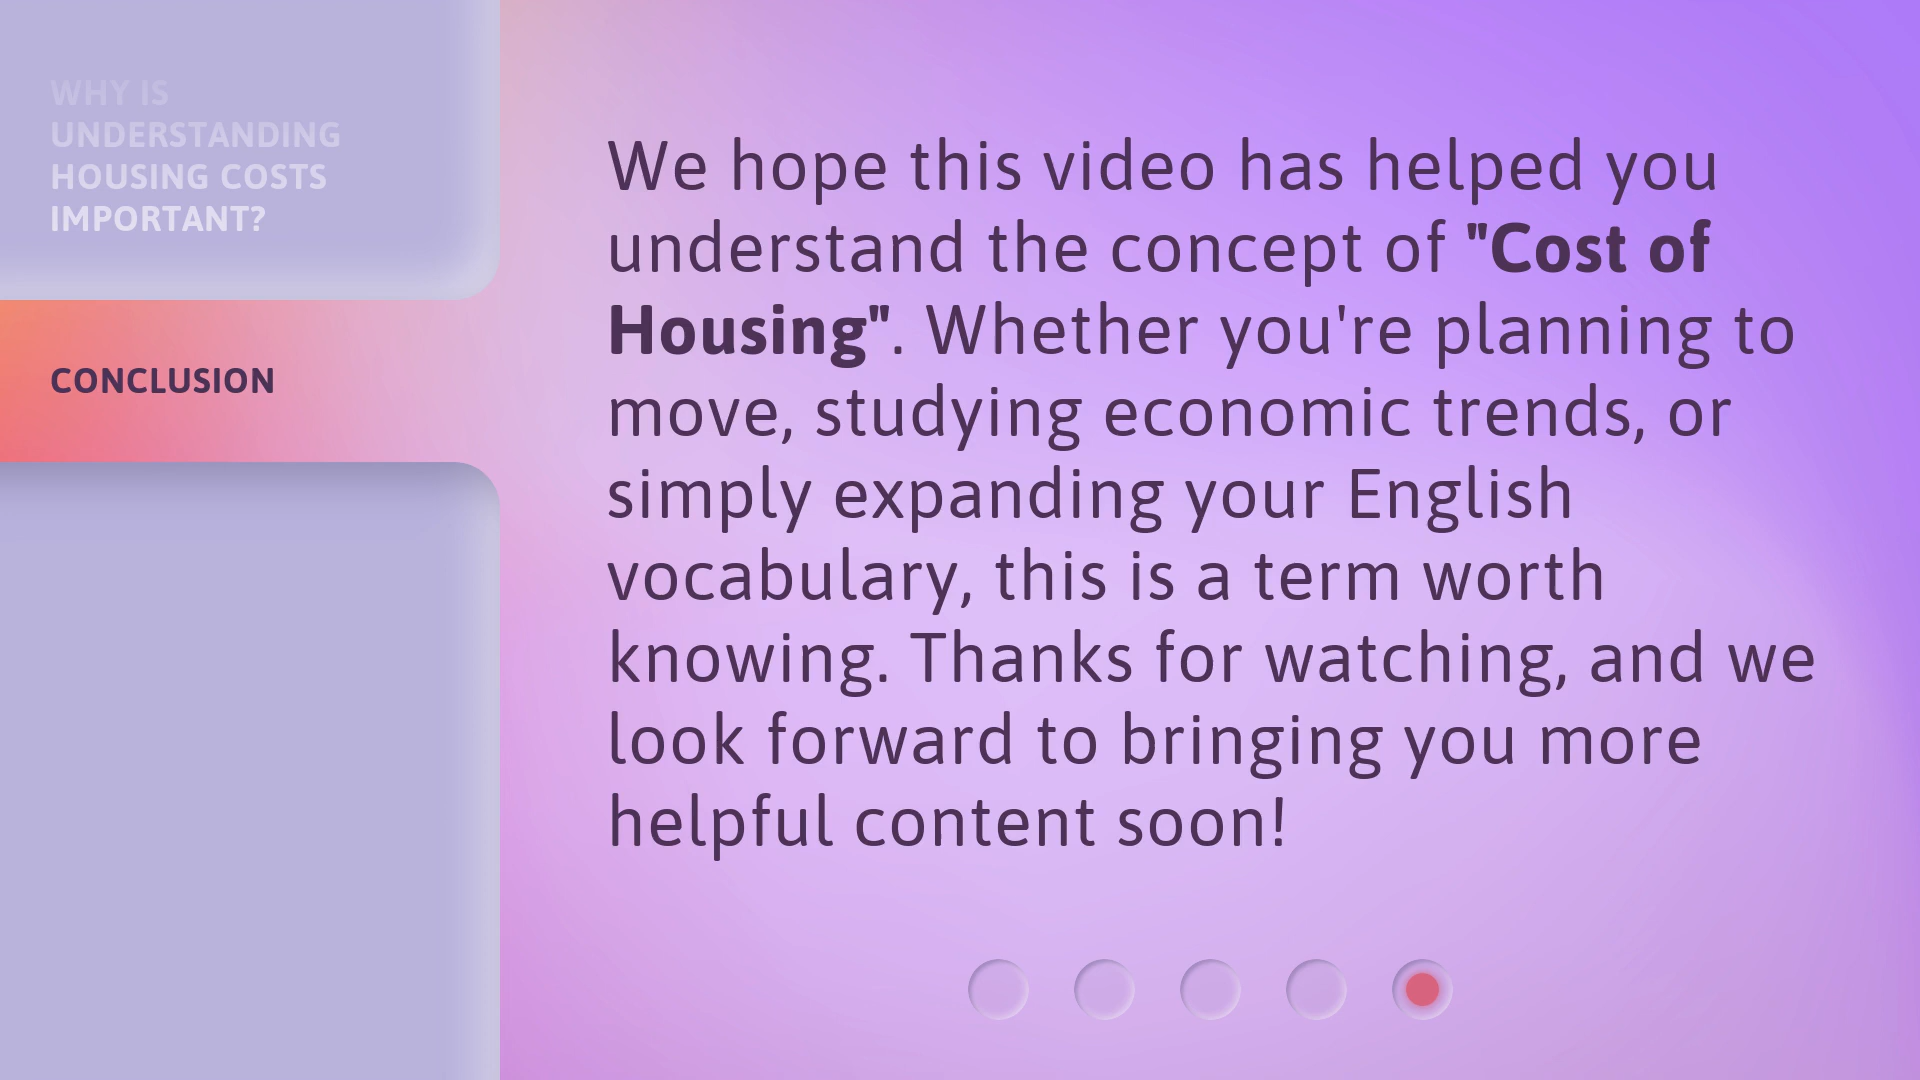 WHY IS
UNDERSTANDING
HOUSING COSTS
IMPORTANT?
CONCLUSION
We hope this video has helped you
understand the concept of "Cost of
Housing". Whether you're planning to
move, studying economic trends, or
simply expanding your English
vocabulary, this is a term worth
knowing. Thanks for watching, and we
look forward to bringing you more
helpful content soon!